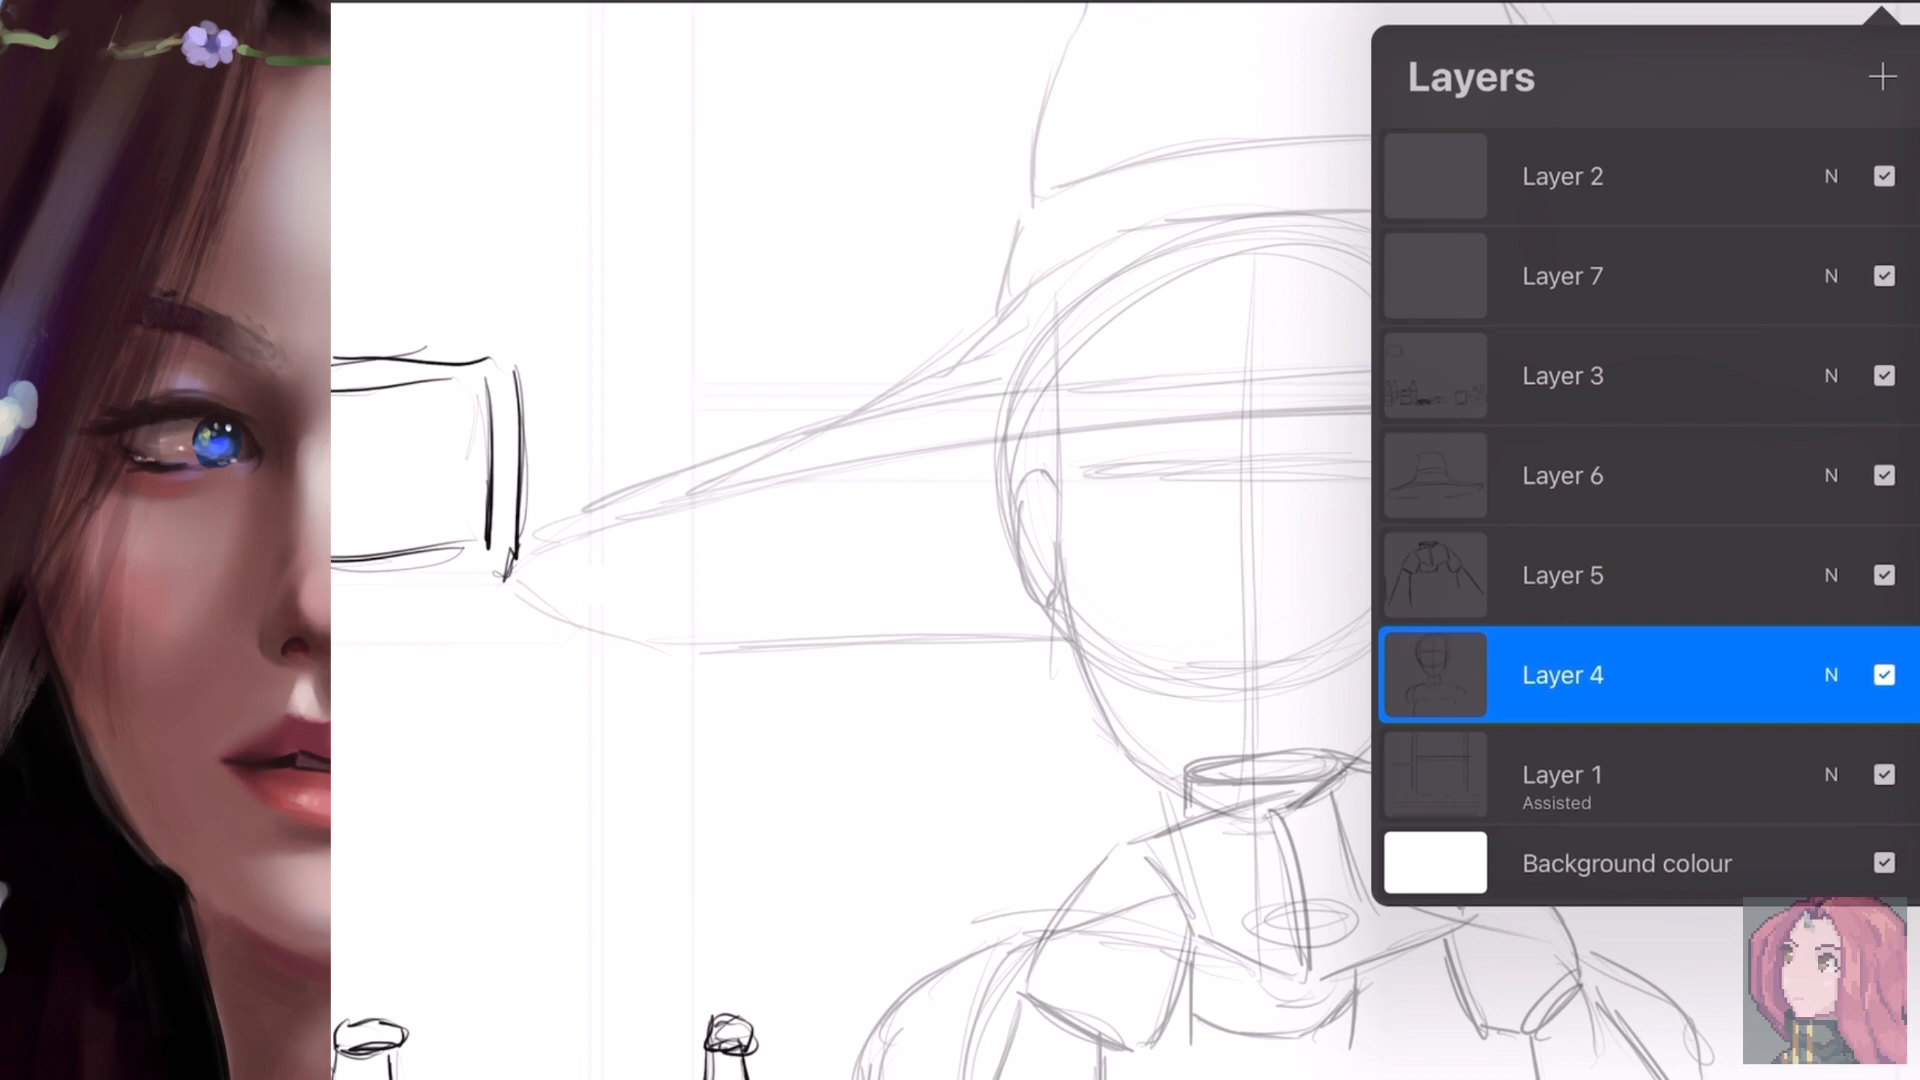 Layers
Layer 2 N
Layer 7 N
Layer 3 N
Layer 6 N
Layer 5 N
Layer 4 N
Layer 1 N
Assisted
Background colour